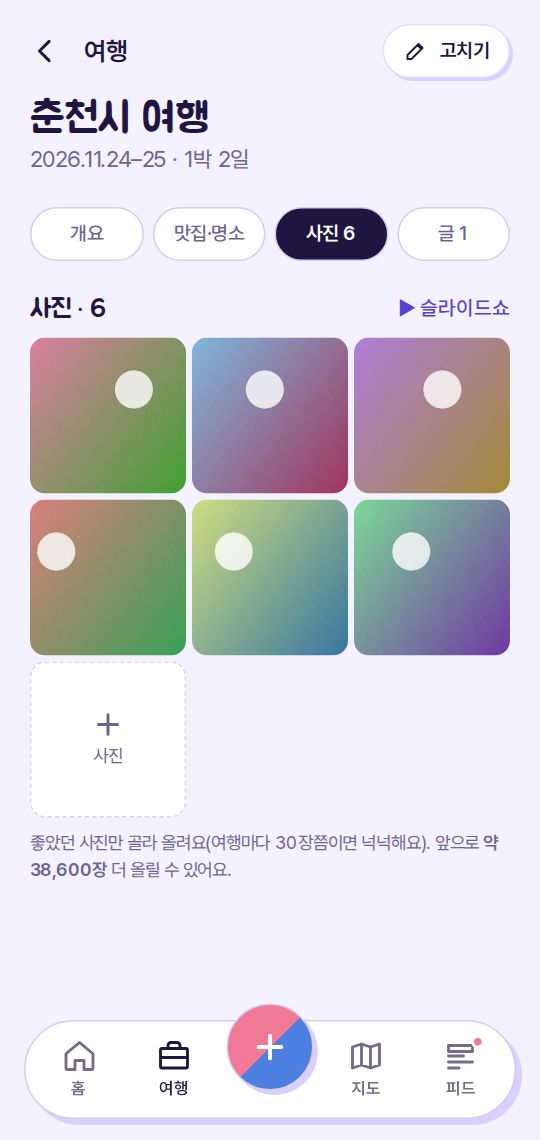 여행
고치기
춘천시 여행
2026.11.24–25 · 1박 2일
개요
맛집·명소
사진 6
글 1
사진 · 6
▶ 슬라이드쇼
사진
좋았던 사진만 골라 올려요(여행마다 30장쯤이면 넉넉해요). 앞으로 약
38,600장 더 올릴 수 있어요.
홈
여행
지도
피드